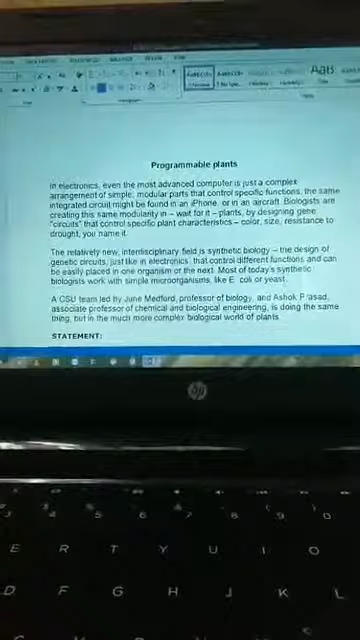 Programmable plants
In electronics, even the most advanced computer is just a complex
arrangement of simple, modular parts that control specific functions, the same
integrated circuit might be found in an iPhone, or in an aircraft. Biologists are
creating this same modularity in – wait for it – plants, by designing gene
"circuits" that control specific plant characteristics – color, size, resistance to
drought, you name it.
The relatively new, interdisciplinary field is synthetic biology – the design of
genetic circuits, just like in electronics, that control different functions and can
be easily placed in one organism or the next. Most of today's synthetic
biologists work with simple microorganisms, like E. coli or yeast.
A CSU team led by June Medford, professor of biology, and Ashok Prasad,
associate professor of chemical and biological engineering, is doing the same
thing, but in the much more complex biological world of plants.
STATEMENT:
hp
5 6 7 8 9 0
E R T Y U I O
D F G H J K L